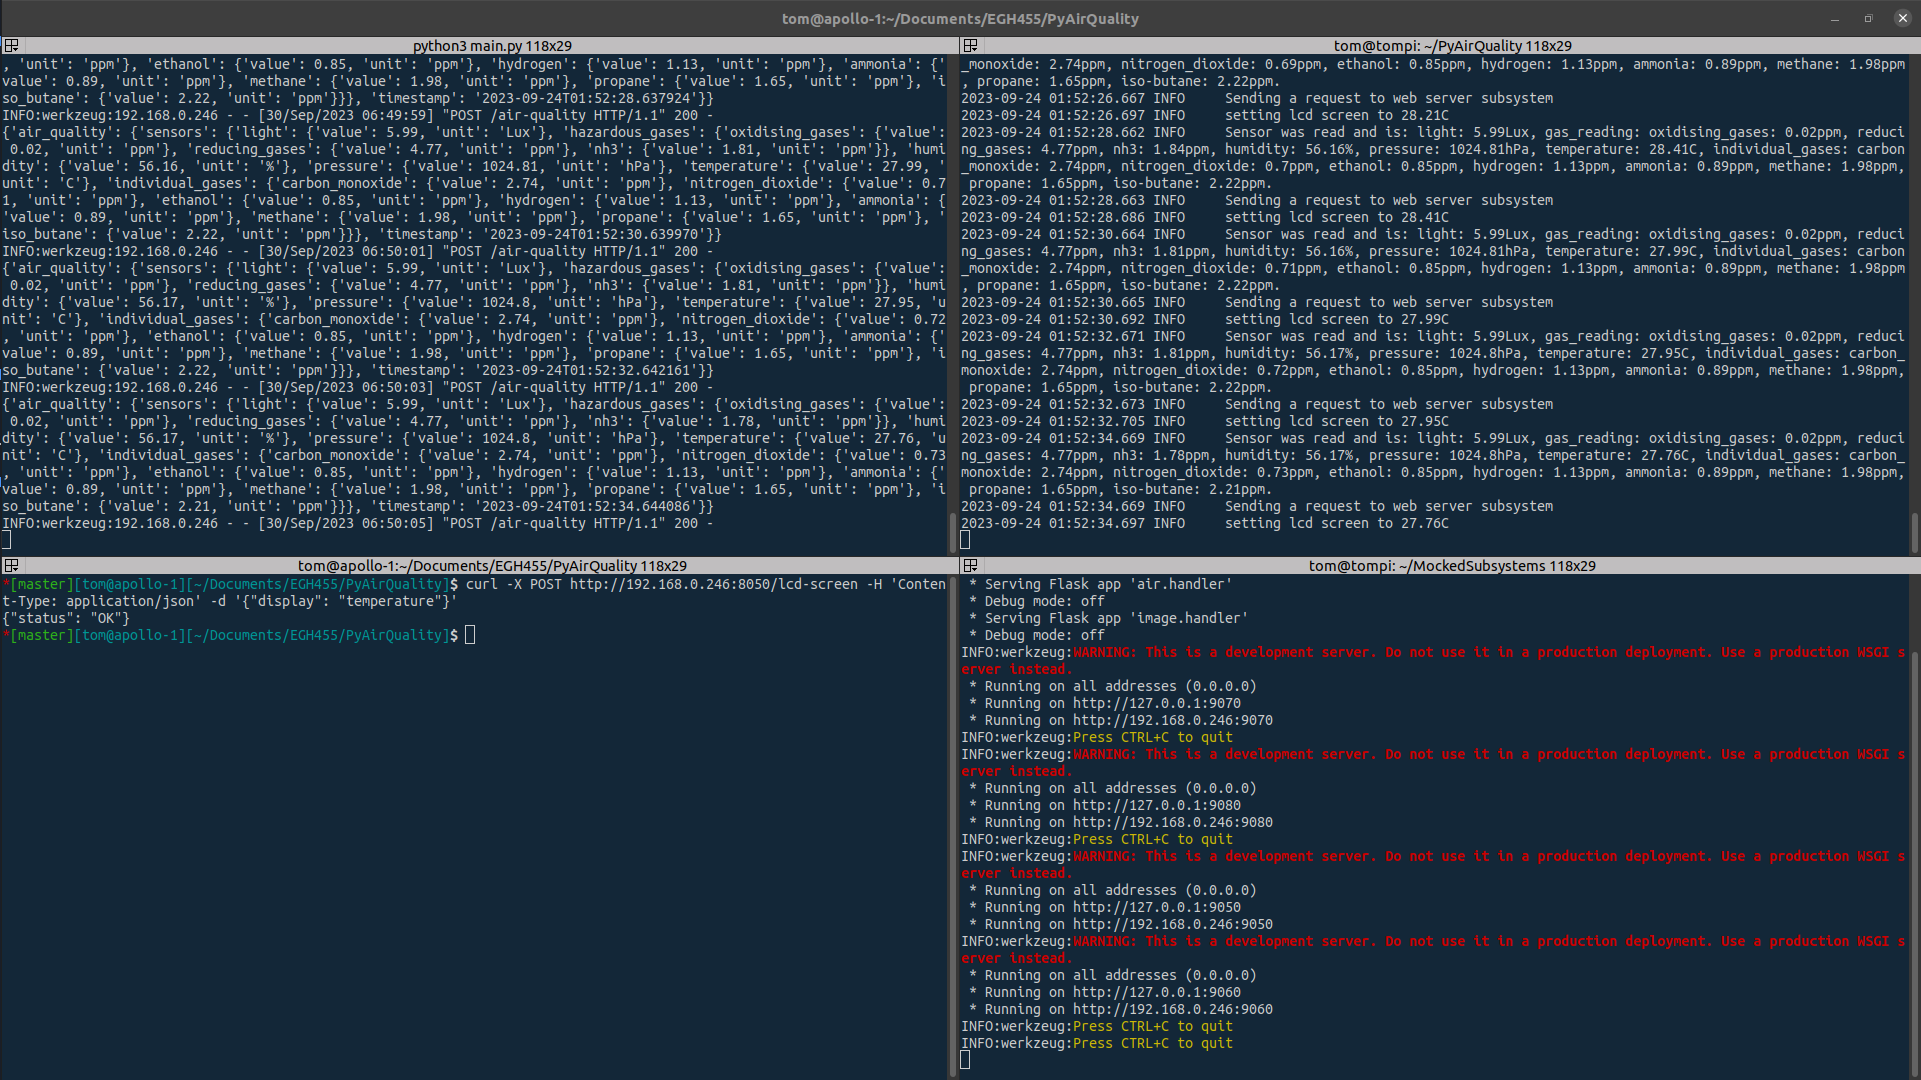 tom@apollo-1:~/Documents/EGH455/PyAirQuality
python3 main.py 118x29
, 'unit': 'ppm'}, 'ethanol': {'value': 0.85, 'unit': 'ppm'}, 'hydrogen': {'value': 1.13, 'unit': 'ppm'}, 'ammonia': {'
value': 0.89, 'unit': 'ppm'}, 'methane': {'value': 1.98, 'unit': 'ppm'}, 'propane': {'value': 1.65, 'unit': 'ppm'}, 'i
so_butane': {'value': 2.22, 'unit': 'ppm'}}}, 'timestamp': '2023-09-24T01:52:28.637924'}}
INFO:werkzeug:192.168.0.246 - - [30/Sep/2023 06:49:59] "POST /air-quality HTTP/1.1" 200 -
{'air_quality': {'sensors': {'light': {'value': 5.99, 'unit': 'Lux'}, 'hazardous_gases': {'oxidising_gases': {'value':
 0.02, 'unit': 'ppm'}, 'reducing_gases': {'value': 4.77, 'unit': 'ppm'}, 'nh3': {'value': 1.81, 'unit': 'ppm'}}, 'humi
dity': {'value': 56.16, 'unit': '%'}, 'pressure': {'value': 1024.81, 'unit': 'hPa'}, 'temperature': {'value': 27.99, '
unit': 'C'}, 'individual_gases': {'carbon_monoxide': {'value': 2.74, 'unit': 'ppm'}, 'nitrogen_dioxide': {'value': 0.7
1, 'unit': 'ppm'}, 'ethanol': {'value': 0.85, 'unit': 'ppm'}, 'hydrogen': {'value': 1.13, 'unit': 'ppm'}, 'ammonia': {
'value': 0.89, 'unit': 'ppm'}, 'methane': {'value': 1.98, 'unit': 'ppm'}, 'propane': {'value': 1.65, 'unit': 'ppm'}, '
iso_butane': {'value': 2.22, 'unit': 'ppm'}}}, 'timestamp': '2023-09-24T01:52:30.639970'}}
INFO:werkzeug:192.168.0.246 - - [30/Sep/2023 06:50:01] "POST /air-quality HTTP/1.1" 200 -
{'air_quality': {'sensors': {'light': {'value': 5.99, 'unit': 'Lux'}, 'hazardous_gases': {'oxidising_gases': {'value':
 0.02, 'unit': 'ppm'}, 'reducing_gases': {'value': 4.77, 'unit': 'ppm'}, 'nh3': {'value': 1.81, 'unit': 'ppm'}}, 'humi
dity': {'value': 56.17, 'unit': '%'}, 'pressure': {'value': 1024.8, 'unit': 'hPa'}, 'temperature': {'value': 27.95, 'u
nit': 'C'}, 'individual_gases': {'carbon_monoxide': {'value': 2.74, 'unit': 'ppm'}, 'nitrogen_dioxide': {'value': 0.72
, 'unit': 'ppm'}, 'ethanol': {'value': 0.85, 'unit': 'ppm'}, 'hydrogen': {'value': 1.13, 'unit': 'ppm'}, 'ammonia': {'
value': 0.89, 'unit': 'ppm'}, 'methane': {'value': 1.98, 'unit': 'ppm'}, 'propane': {'value': 1.65, 'unit': 'ppm'}, 'i
so_butane': {'value': 2.22, 'unit': 'ppm'}}}, 'timestamp': '2023-09-24T01:52:32.642161'}}
INFO:werkzeug:192.168.0.246 - - [30/Sep/2023 06:50:03] "POST /air-quality HTTP/1.1" 200 -
{'air_quality': {'sensors': {'light': {'value': 5.99, 'unit': 'Lux'}, 'hazardous_gases': {'oxidising_gases': {'value':
 0.02, 'unit': 'ppm'}, 'reducing_gases': {'value': 4.77, 'unit': 'ppm'}, 'nh3': {'value': 1.78, 'unit': 'ppm'}}, 'humi
dity': {'value': 56.17, 'unit': '%'}, 'pressure': {'value': 1024.8, 'unit': 'hPa'}, 'temperature': {'value': 27.76, 'u
nit': 'C'}, 'individual_gases': {'carbon_monoxide': {'value': 2.74, 'unit': 'ppm'}, 'nitrogen_dioxide': {'value': 0.73
, 'unit': 'ppm'}, 'ethanol': {'value': 0.85, 'unit': 'ppm'}, 'hydrogen': {'value': 1.13, 'unit': 'ppm'}, 'ammonia': {'
value': 0.89, 'unit': 'ppm'}, 'methane': {'value': 1.98, 'unit': 'ppm'}, 'propane': {'value': 1.65, 'unit': 'ppm'}, 'i
so_butane': {'value': 2.21, 'unit': 'ppm'}}}, 'timestamp': '2023-09-24T01:52:34.644086'}}
INFO:werkzeug:192.168.0.246 - - [30/Sep/2023 06:50:05] "POST /air-quality HTTP/1.1" 200 -
tom@tompi: ~/PyAirQuality 118x29
_monoxide: 2.74ppm, nitrogen_dioxide: 0.69ppm, ethanol: 0.85ppm, hydrogen: 1.13ppm, ammonia: 0.89ppm, methane: 1.98ppm
, propane: 1.65ppm, iso-butane: 2.22ppm.
2023-09-24 01:52:26.667 INFO     Sending a request to web server subsystem
2023-09-24 01:52:26.697 INFO     setting lcd screen to 28.21C
2023-09-24 01:52:28.662 INFO     Sensor was read and is: light: 5.99Lux, gas_reading: oxidising_gases: 0.02ppm, reduci
ng_gases: 4.77ppm, nh3: 1.84ppm, humidity: 56.16%, pressure: 1024.81hPa, temperature: 28.41C, individual_gases: carbon
_monoxide: 2.74ppm, nitrogen_dioxide: 0.7ppm, ethanol: 0.85ppm, hydrogen: 1.13ppm, ammonia: 0.89ppm, methane: 1.98ppm,
 propane: 1.65ppm, iso-butane: 2.22ppm.
2023-09-24 01:52:28.663 INFO     Sending a request to web server subsystem
2023-09-24 01:52:28.686 INFO     setting lcd screen to 28.41C
2023-09-24 01:52:30.664 INFO     Sensor was read and is: light: 5.99Lux, gas_reading: oxidising_gases: 0.02ppm, reduci
ng_gases: 4.77ppm, nh3: 1.81ppm, humidity: 56.16%, pressure: 1024.81hPa, temperature: 27.99C, individual_gases: carbon
_monoxide: 2.74ppm, nitrogen_dioxide: 0.71ppm, ethanol: 0.85ppm, hydrogen: 1.13ppm, ammonia: 0.89ppm, methane: 1.98ppm
, propane: 1.65ppm, iso-butane: 2.22ppm.
2023-09-24 01:52:30.665 INFO     Sending a request to web server subsystem
2023-09-24 01:52:30.692 INFO     setting lcd screen to 27.99C
2023-09-24 01:52:32.671 INFO     Sensor was read and is: light: 5.99Lux, gas_reading: oxidising_gases: 0.02ppm, reduci
ng_gases: 4.77ppm, nh3: 1.81ppm, humidity: 56.17%, pressure: 1024.8hPa, temperature: 27.95C, individual_gases: carbon_
monoxide: 2.74ppm, nitrogen_dioxide: 0.72ppm, ethanol: 0.85ppm, hydrogen: 1.13ppm, ammonia: 0.89ppm, methane: 1.98ppm,
 propane: 1.65ppm, iso-butane: 2.22ppm.
2023-09-24 01:52:32.673 INFO     Sending a request to web server subsystem
2023-09-24 01:52:32.705 INFO     setting lcd screen to 27.95C
2023-09-24 01:52:34.669 INFO     Sensor was read and is: light: 5.99Lux, gas_reading: oxidising_gases: 0.02ppm, reduci
ng_gases: 4.77ppm, nh3: 1.78ppm, humidity: 56.17%, pressure: 1024.8hPa, temperature: 27.76C, individual_gases: carbon_
monoxide: 2.74ppm, nitrogen_dioxide: 0.73ppm, ethanol: 0.85ppm, hydrogen: 1.13ppm, ammonia: 0.89ppm, methane: 1.98ppm,
 propane: 1.65ppm, iso-butane: 2.21ppm.
2023-09-24 01:52:34.669 INFO     Sending a request to web server subsystem
2023-09-24 01:52:34.697 INFO     setting lcd screen to 27.76C
tom@apollo-1:~/Documents/EGH455/PyAirQuality 118x29
*[master][tom@apollo-1][~/Documents/EGH455/PyAirQuality]$ curl -X POST http://192.168.0.246:8050/lcd-screen -H 'Conten
t-Type: application/json' -d '{"display": "temperature"}'
{"status": "OK"}
*[master][tom@apollo-1][~/Documents/EGH455/PyAirQuality]$
tom@tompi: ~/MockedSubsystems 118x29
 * Serving Flask app 'air.handler'
 * Debug mode: off
 * Serving Flask app 'image.handler'
 * Debug mode: off
INFO:werkzeug:WARNING: This is a development server. Do not use it in a production deployment. Use a production WSGI s
erver instead.
 * Running on all addresses (0.0.0.0)
 * Running on http://127.0.0.1:9070
 * Running on http://192.168.0.246:9070
INFO:werkzeug:Press CTRL+C to quit
INFO:werkzeug:WARNING: This is a development server. Do not use it in a production deployment. Use a production WSGI s
erver instead.
 * Running on all addresses (0.0.0.0)
 * Running on http://127.0.0.1:9080
 * Running on http://192.168.0.246:9080
INFO:werkzeug:Press CTRL+C to quit
INFO:werkzeug:WARNING: This is a development server. Do not use it in a production deployment. Use a production WSGI s
erver instead.
 * Running on all addresses (0.0.0.0)
 * Running on http://127.0.0.1:9050
 * Running on http://192.168.0.246:9050
INFO:werkzeug:WARNING: This is a development server. Do not use it in a production deployment. Use a production WSGI s
erver instead.
 * Running on all addresses (0.0.0.0)
 * Running on http://127.0.0.1:9060
 * Running on http://192.168.0.246:9060
INFO:werkzeug:Press CTRL+C to quit
INFO:werkzeug:Press CTRL+C to quit